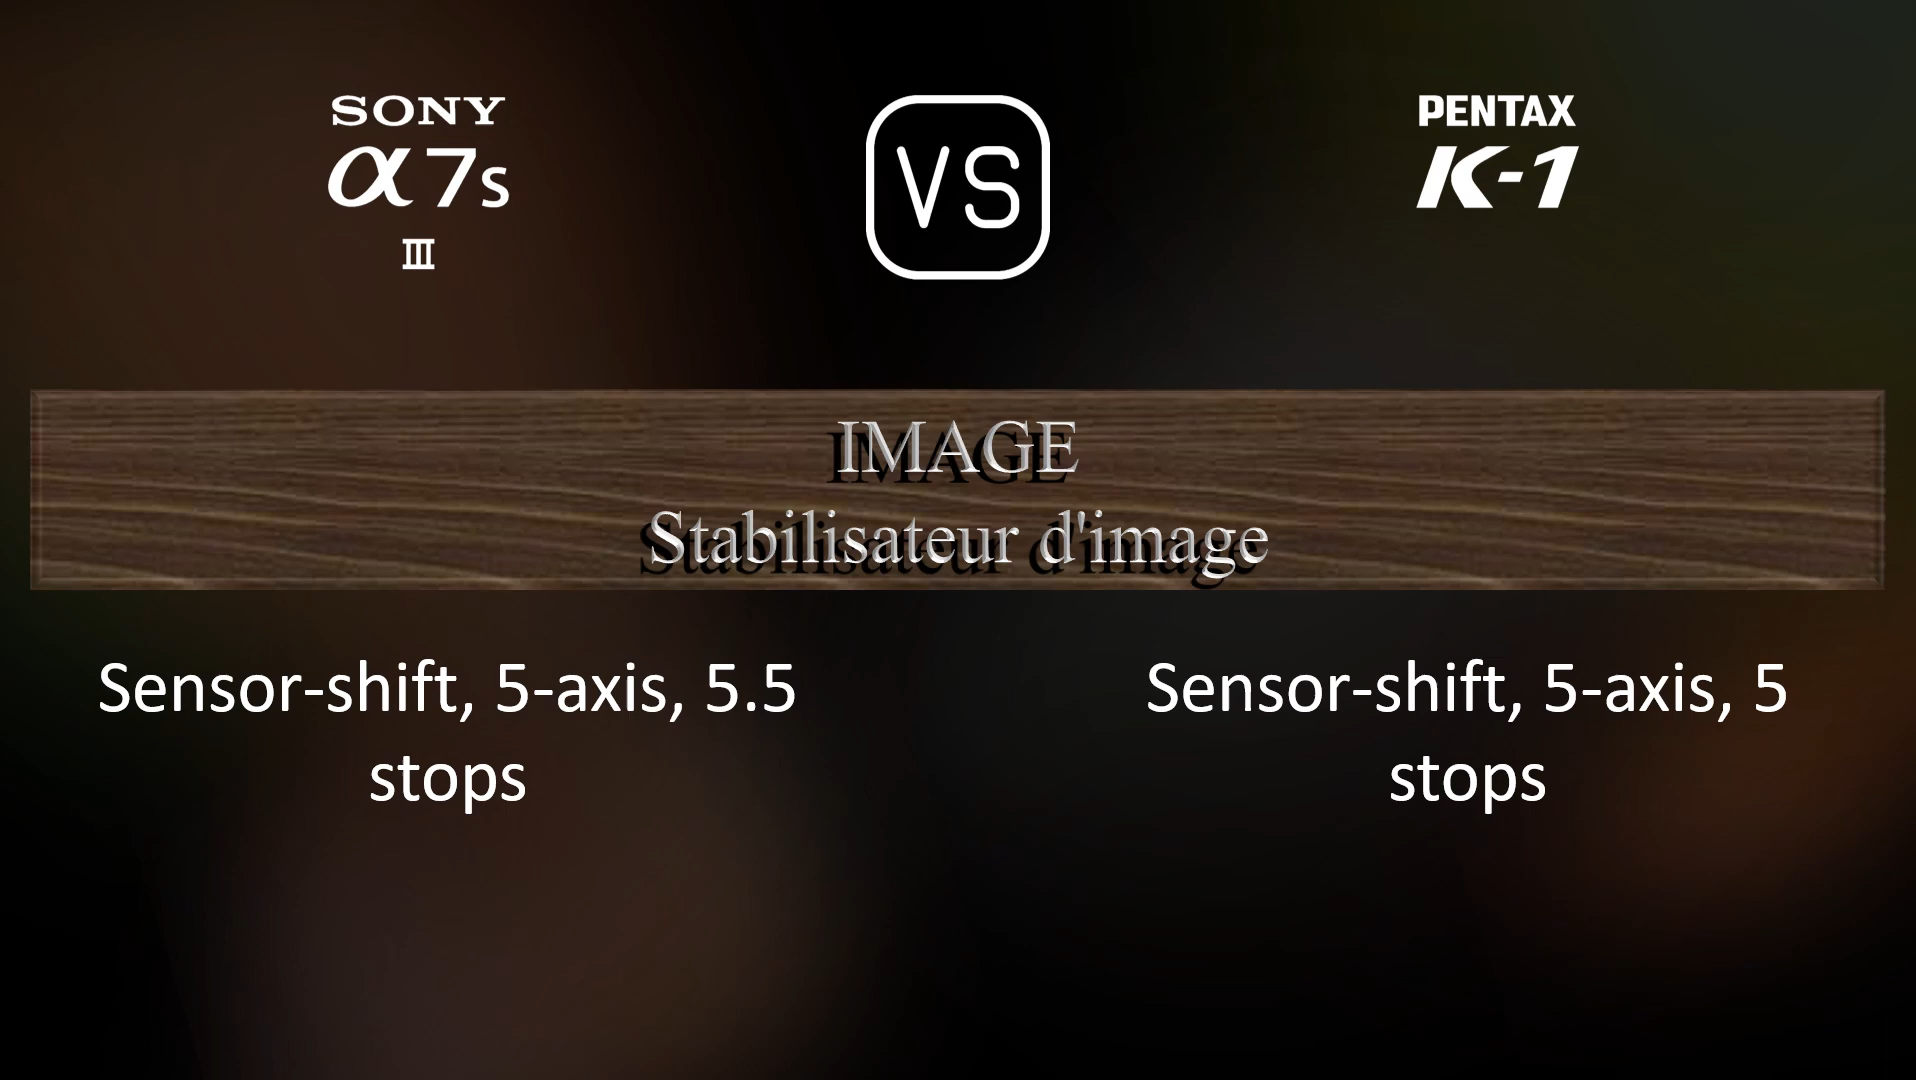 SONY
α7s
III
VS
PENTAX
K-1
IMAGE
Stabilisateur d'image
Sensor-shift, 5-axis, 5.5
stops
Sensor-shift, 5-axis, 5
stops